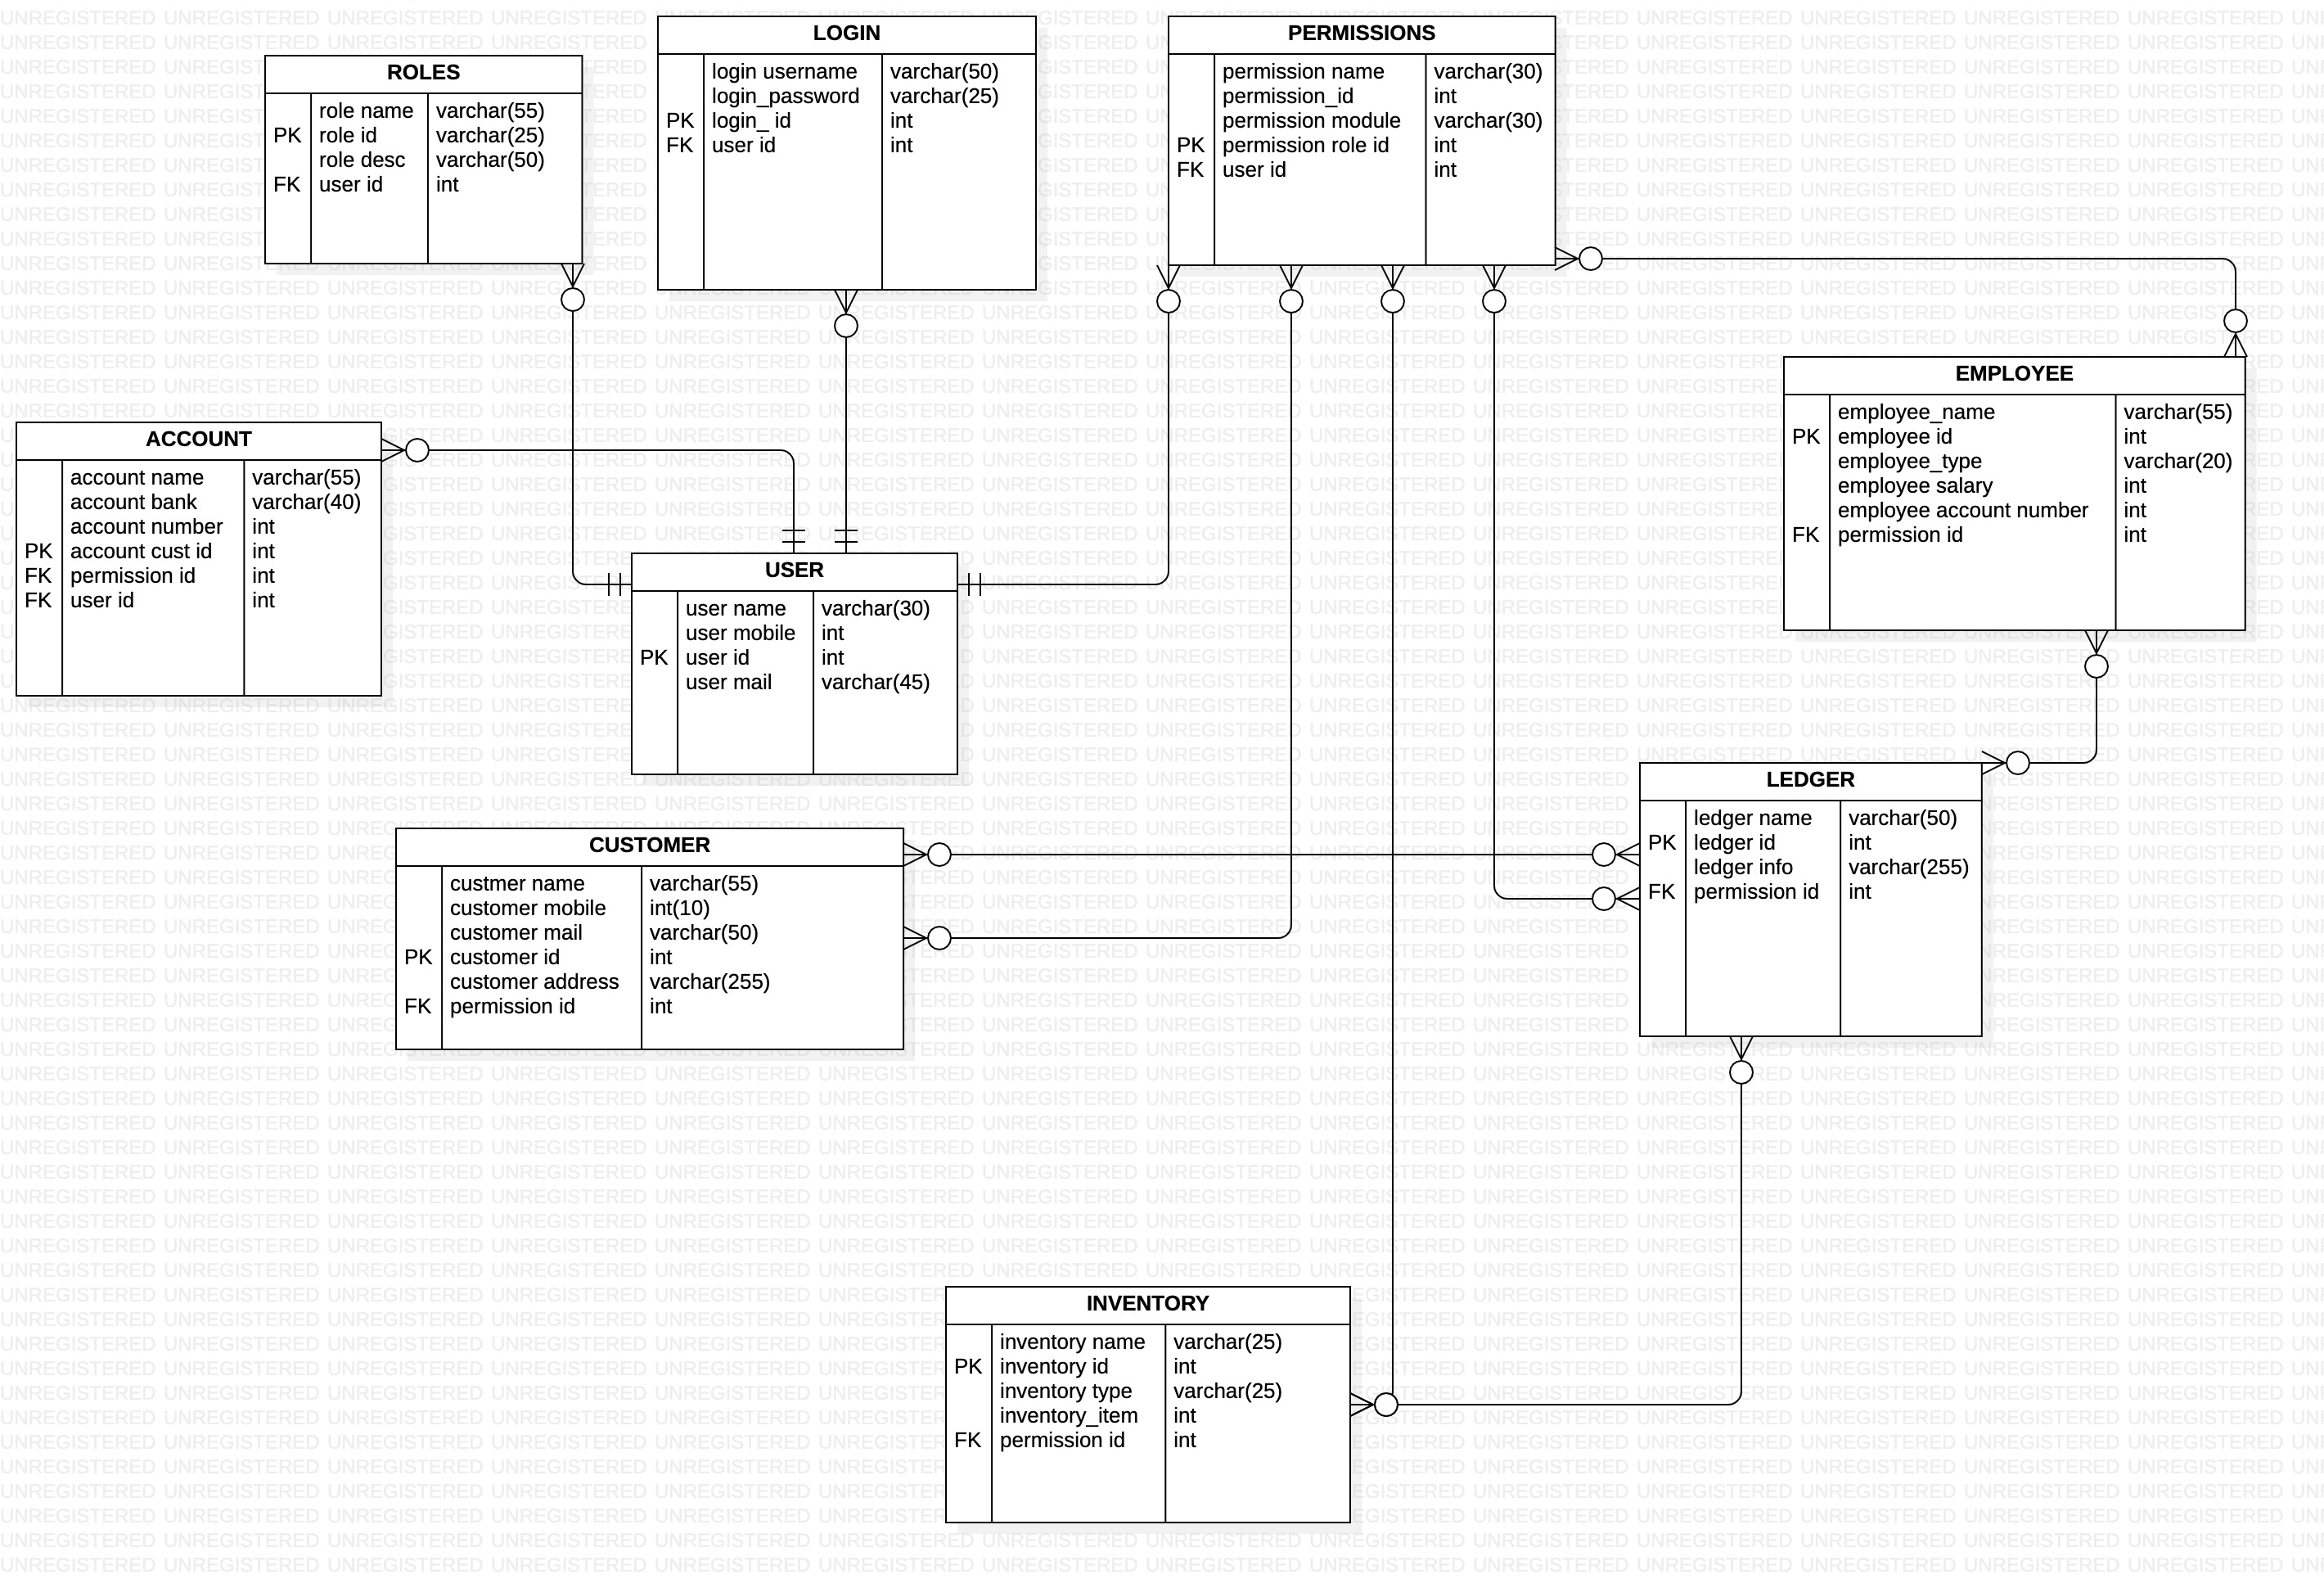 ROLES
role name varchar(55)
PK role id varchar(25)
role desc varchar(50)
FK user id int
LOGIN
login username varchar(50)
login_password varchar(25)
PK login_ id int
FK user id int
PERMISSIONS
permission name varchar(30)
permission_id int
permission module varchar(30)
PK permission role id int
FK user id int
EMPLOYEE
employee_name varchar(55)
PK employee id int
employee_type varchar(20)
employee salary int
employee account number int
FK permission id int
ACCOUNT
account name varchar(55)
account bank varchar(40)
account number int
PK account cust id int
FK permission id int
FK user id int
USER
user name varchar(30)
user mobile int
PK user id int
user mail varchar(45)
LEDGER
ledger name varchar(50)
PK ledger id int
ledger info varchar(255)
FK permission id int
CUSTOMER
custmer name varchar(55)
customer mobile int(10)
customer mail varchar(50)
PK customer id int
customer address varchar(255)
FK permission id int
INVENTORY
inventory name varchar(25)
PK inventory id int
inventory type varchar(25)
inventory_item int
FK permission id int
UNREGISTERED